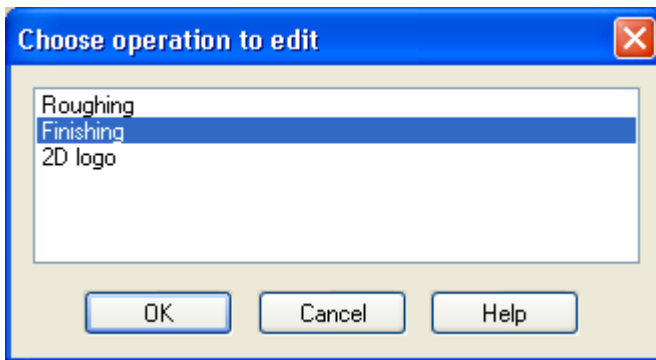 Choose operation to edit
Roughing
Finishing
2D logo
OK Cancel Help